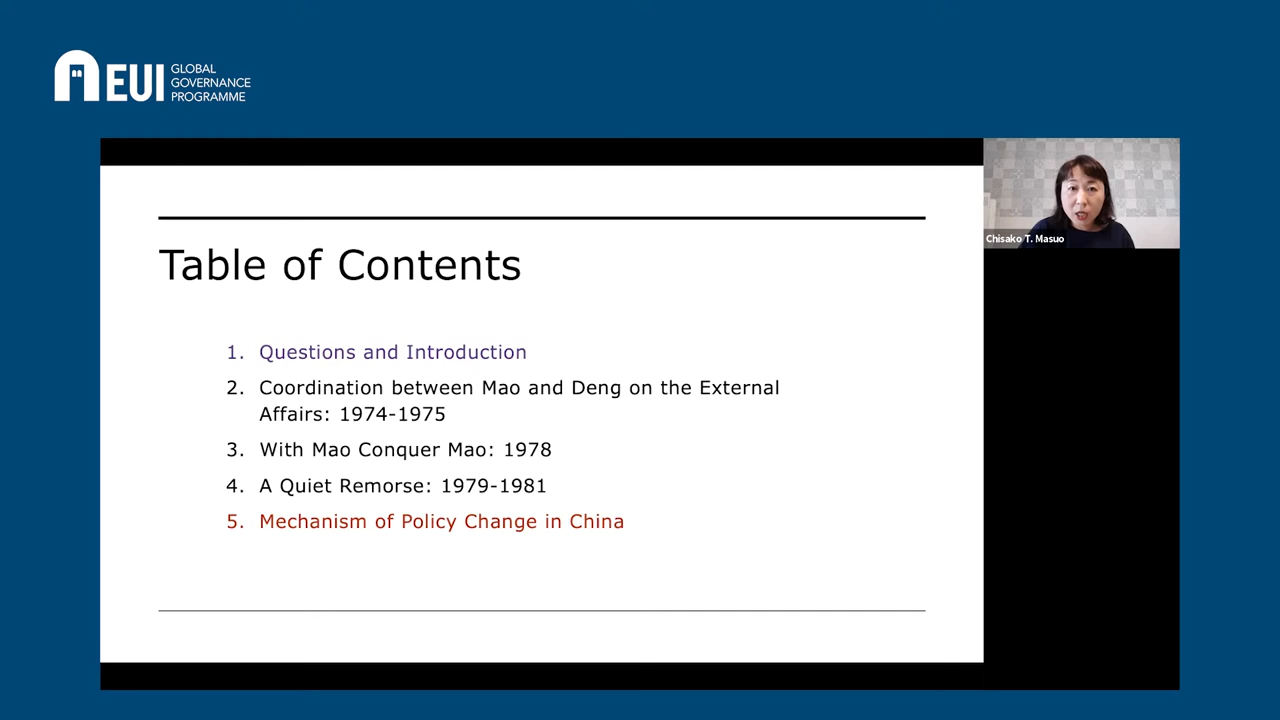 EUI
GLOBAL
GOVERNANCE
PROGRAMME
Table of Contents
1. Questions and Introduction
2. Coordination between Mao and Deng on the External
Affairs: 1974-1975
3. With Mao Conquer Mao: 1978
4. A Quiet Remorse: 1979-1981
5. Mechanism of Policy Change in China
Chisako T. Masuo